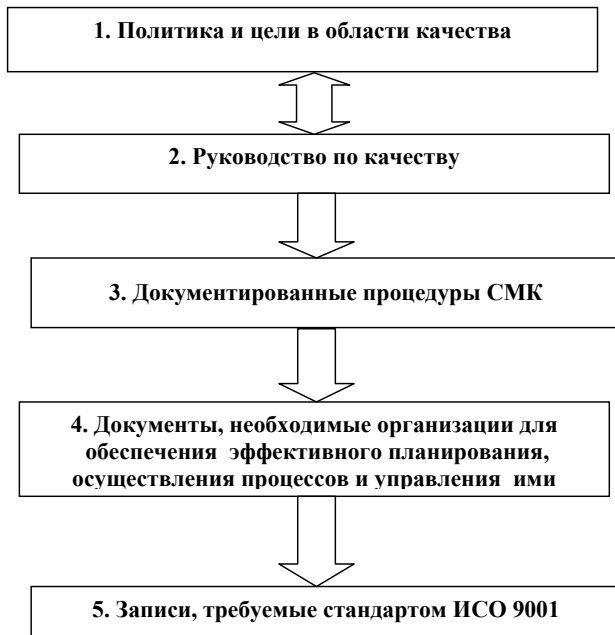 1. Политика и цели в области качества
2. Руководство по качеству
3. Документированные процедуры СМК
4. Документы, необходимые организации для
обеспечения эффективного планирования,
осуществления процессов и управления ими
5. Записи, требуемые стандартом ИСО 9001